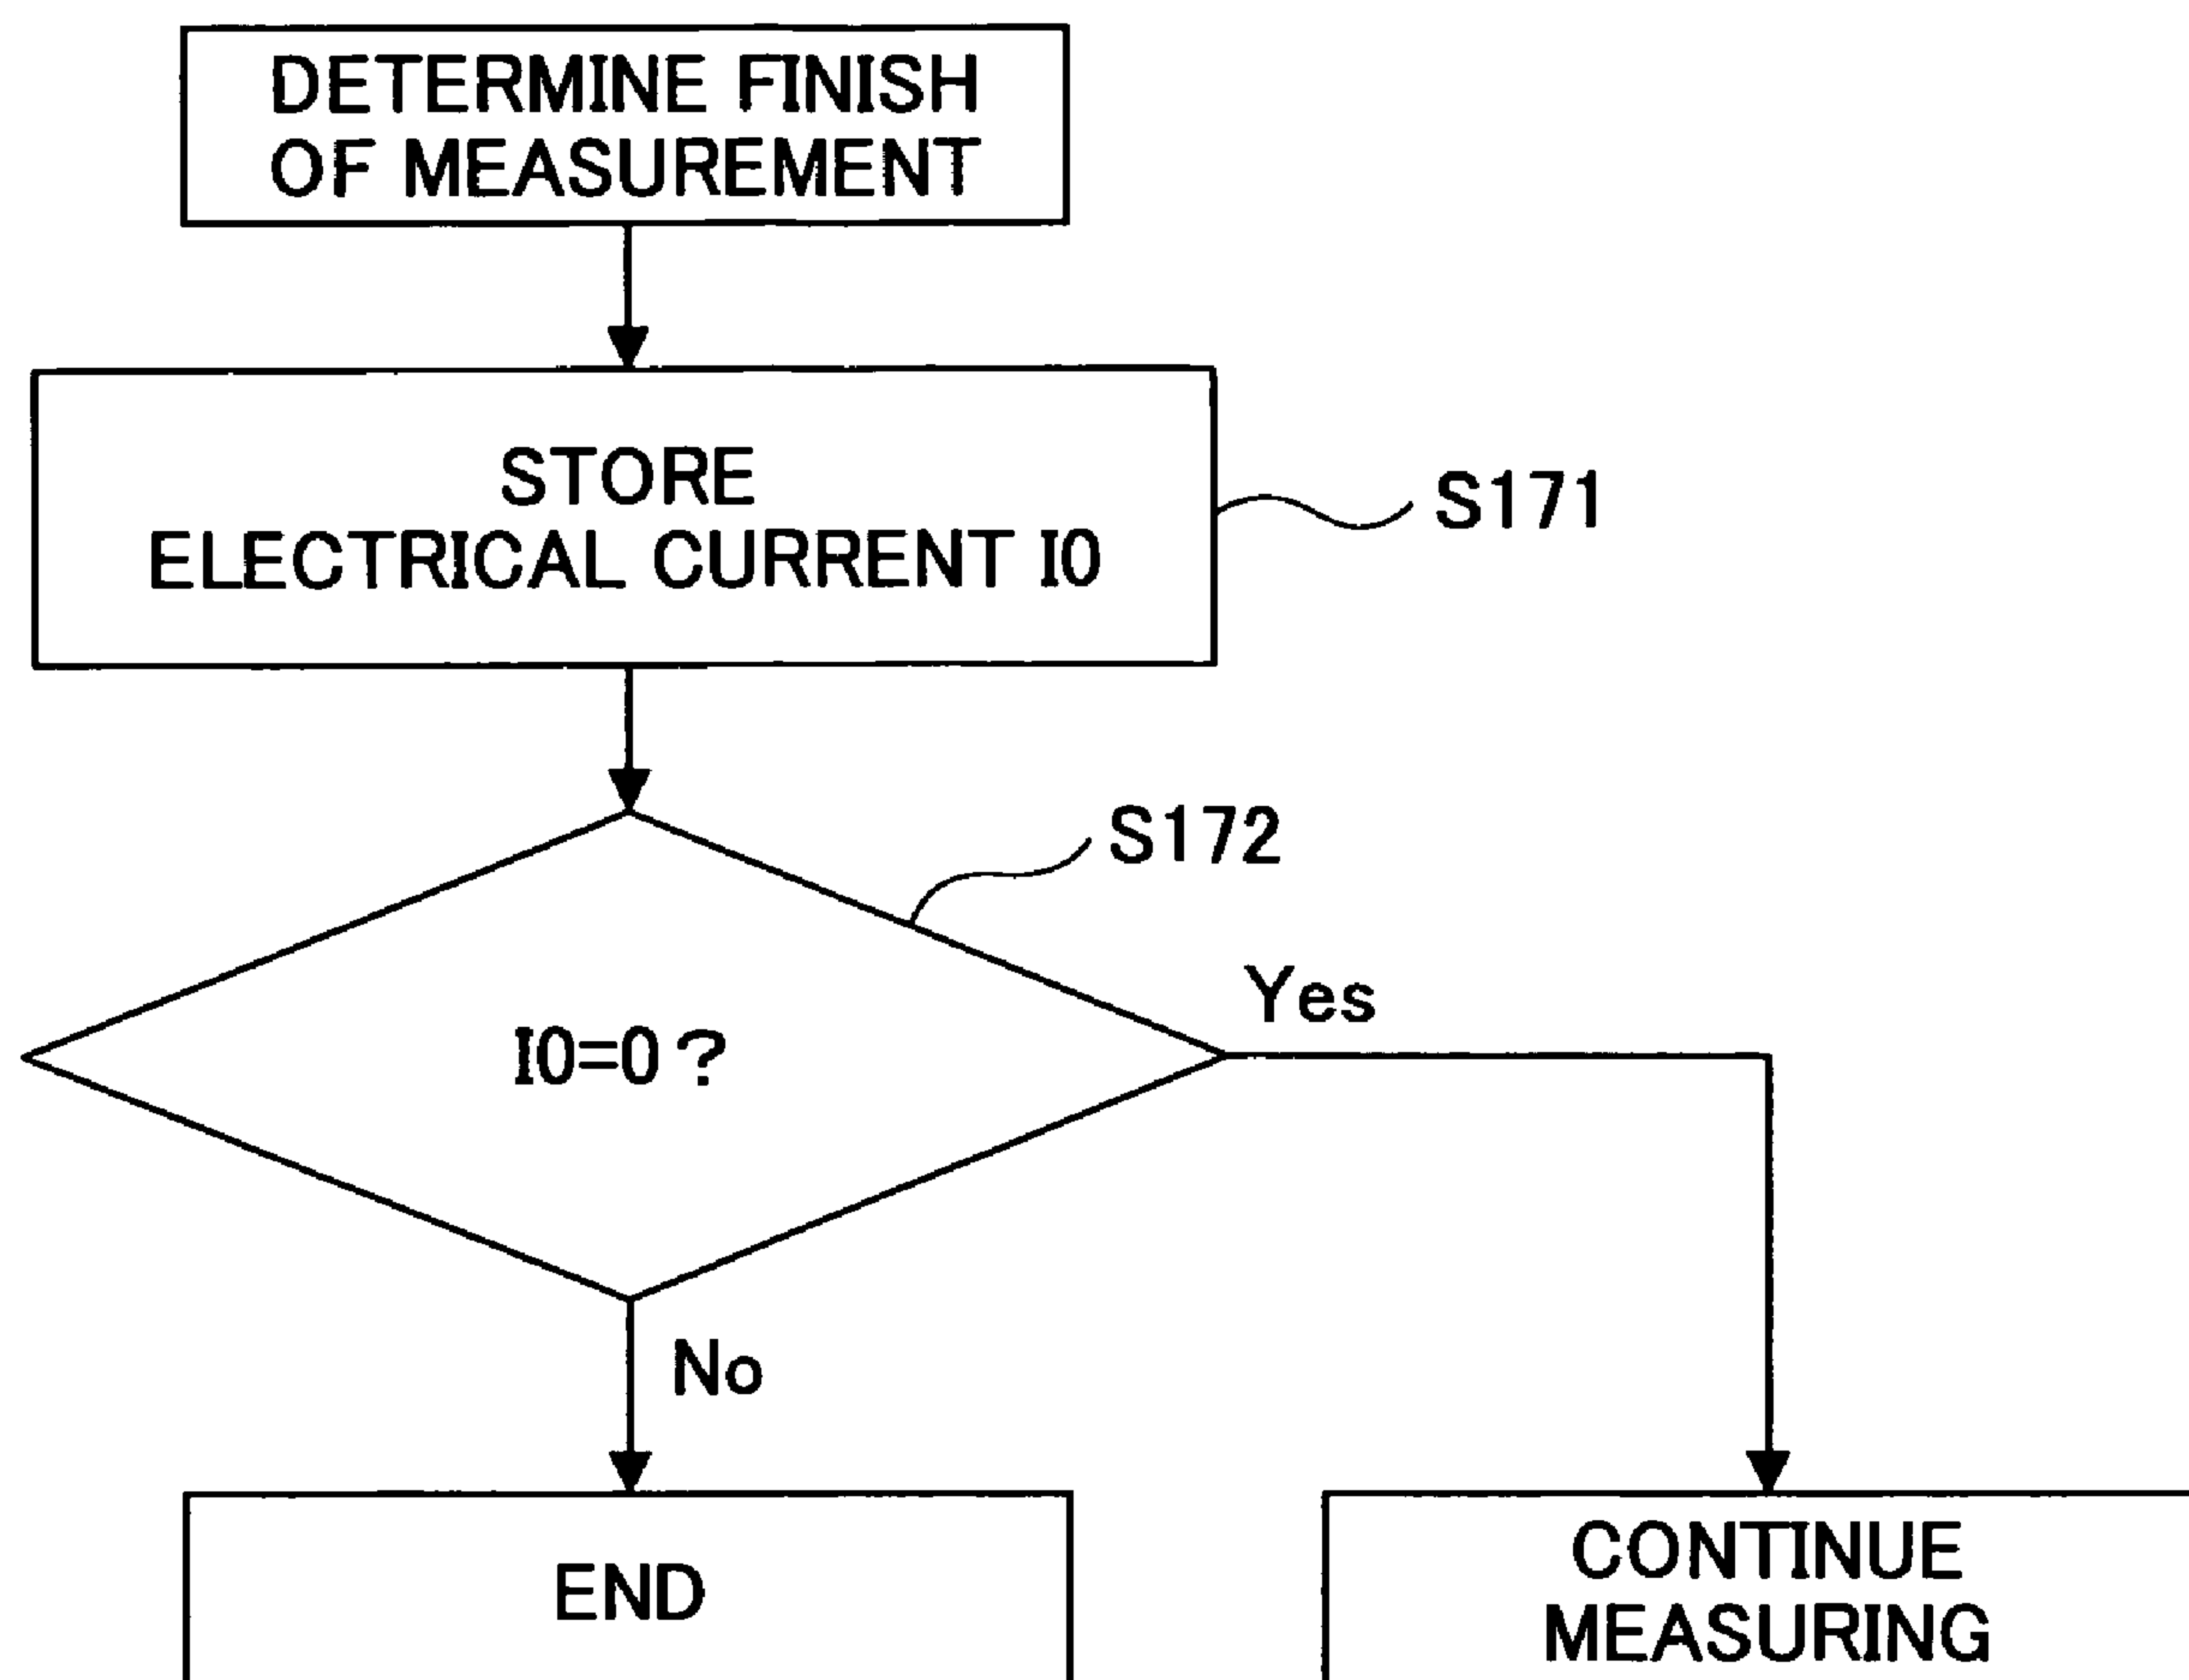 DETERMINE FINISH
OF MEASUREMENT
STORE
ELECTRICAL CURRENT I0
S171
S172
I0=0?
Yes
No
END
CONTINUE
MEASURING